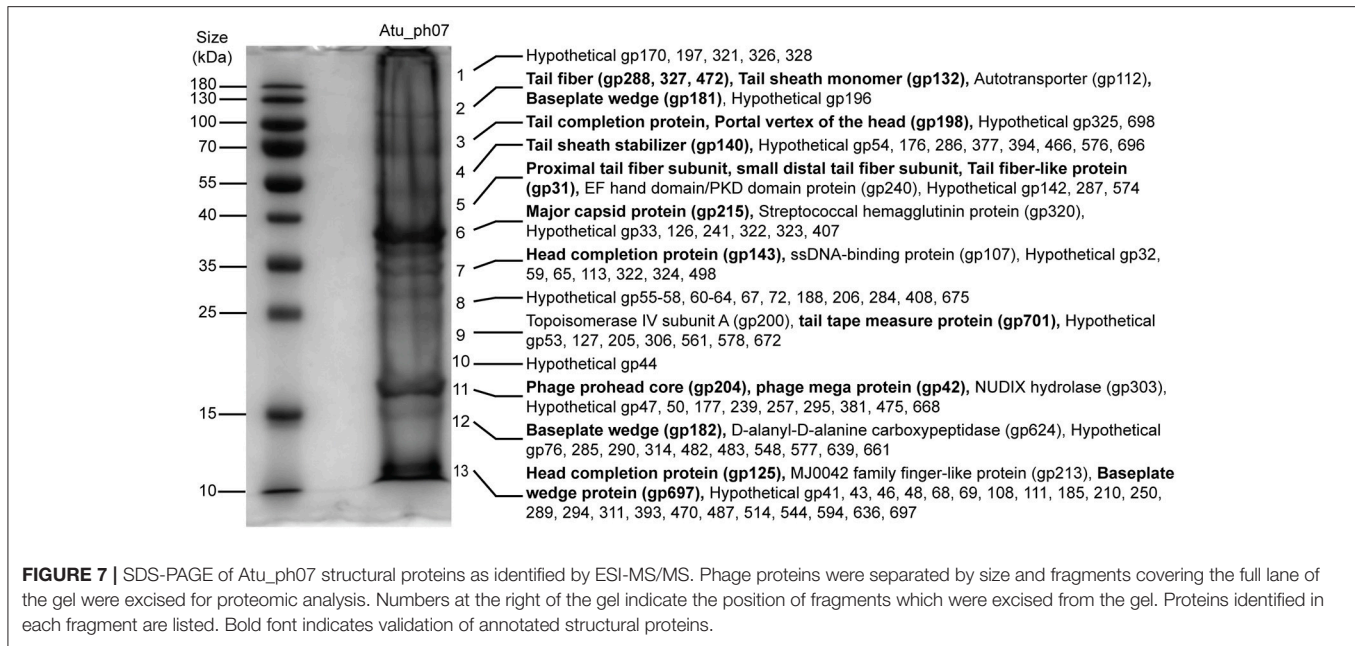 Atu_ph07
Size
(kDa)
180
130
100
70
55
40
35
25
15
10
1
2
3
4
5
6
7
8
9
10
11
12
13
Hypothetical gp170, 197, 321, 326, 328
Tail fiber (gp288, 327, 472), Tail sheath monomer (gp132), Autotransporter (gp112),
Baseplate wedge (gp181), Hypothetical gp196
Tail completion protein, Portal vertex of the head (gp198), Hypothetical gp325, 698
Tail sheath stabilizer (gp140), Hypothetical gp54, 176, 286, 377, 394, 466, 576, 696
Proximal tail fiber subunit, small distal tail fiber subunit, Tail fiber-like protein
(gp31), EF hand domain/PKD domain protein (gp240), Hypothetical gp142, 287, 574
Major capsid protein (gp215), Streptococcal hemagglutinin protein (gp320),
Hypothetical gp33, 126, 241, 322, 323, 407
Head completion protein (gp143), ssDNA-binding protein (gp107), Hypothetical gp32,
59, 65, 113, 322, 324, 498
Hypothetical gp55-58, 60-64, 67, 72, 188, 206, 284, 408, 675
Topoisomerase IV subunit A (gp200), tail tape measure protein (gp701), Hypothetical
gp53, 127, 205, 306, 561, 578, 672
Hypothetical gp44
Phage prohead core (gp204), phage mega protein (gp42), NUDIX hydrolase (gp303),
Hypothetical gp47, 50, 177, 239, 257, 295, 381, 475, 668
Baseplate wedge (gp182), D-alanyl-D-alanine carboxypeptidase (gp624), Hypothetical
gp76, 285, 290, 314, 482, 483, 548, 577, 639, 661
Head completion protein (gp125), MJ0042 family finger-like protein (gp213), Baseplate
wedge protein (gp697), Hypothetical gp41, 43, 46, 48, 68, 69, 108, 111, 185, 210, 250,
289, 294, 311, 393, 470, 487, 514, 544, 594, 636, 697
FIGURE 7 | SDS-PAGE of Atu_ph07 structural proteins as identified by ESI-MS/MS. Phage proteins were separated by size and fragments covering the full lane of
the gel were excised for proteomic analysis. Numbers at the right of the gel indicate the position of fragments which were excised from the gel. Proteins identified in
each fragment are listed. Bold font indicates validation of annotated structural proteins.